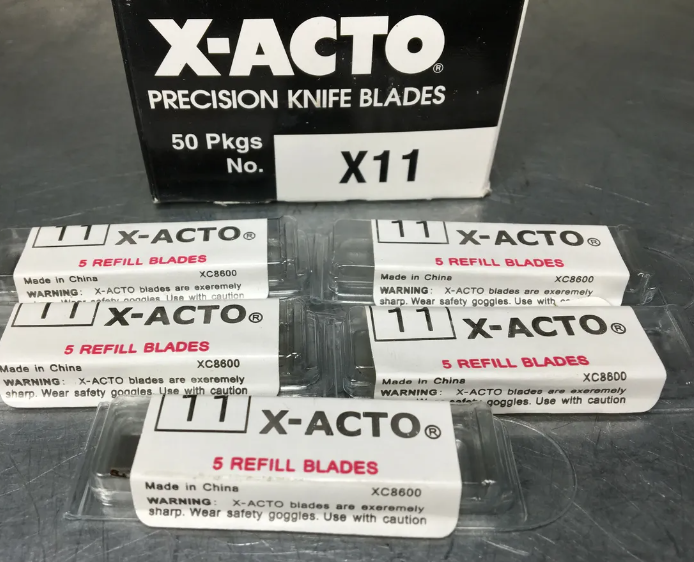 X-ACTO®
PRECISION KNIFE BLADES
50 Pkgs
No.
X11
11 X-ACTO®
5 REFILL BLADES
Made in China XC8600
WARNING: X-ACTO blades are exeremely
sharp. Wear safety goggles. Use with caution
11 X-ACTO®
5 REFILL BLADES
Made in China XC8600
WARNING: X-ACTO blades are exeremely
sharp. Wear safety goggles. Use with
11 X-ACTO®
5 REFILL BLADES
Made in China XC8600
WARNING: X-ACTO blades are exeremely
sharp. Wear safety goggles. Use with caution
11 X-ACTO®
5 REFILL BLADES
Made in China XC8600
WARNING: X-ACTO blades are exeremely
sharp. Wear safety goggles. Use with caution
11 X-ACTO®
5 REFILL BLADES
Made in China XC8600
WARNING: X-ACTO blades are exeremely
sharp. Wear safety goggles. Use with caution